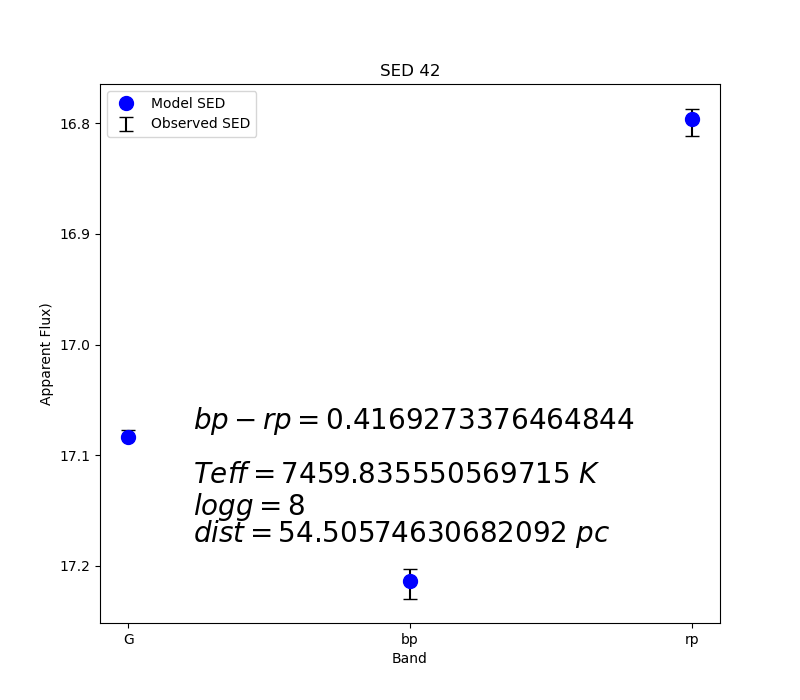 SED 42
Model SED
Observed SED
16.8
16.9
17.0
17.1
17.2
Apparent Flux)
bp − rp = 0.4169273376464844
Teff = 7459.835550569715 K
logg = 8
dist = 54.50574630682092 pc
G bp rp
Band